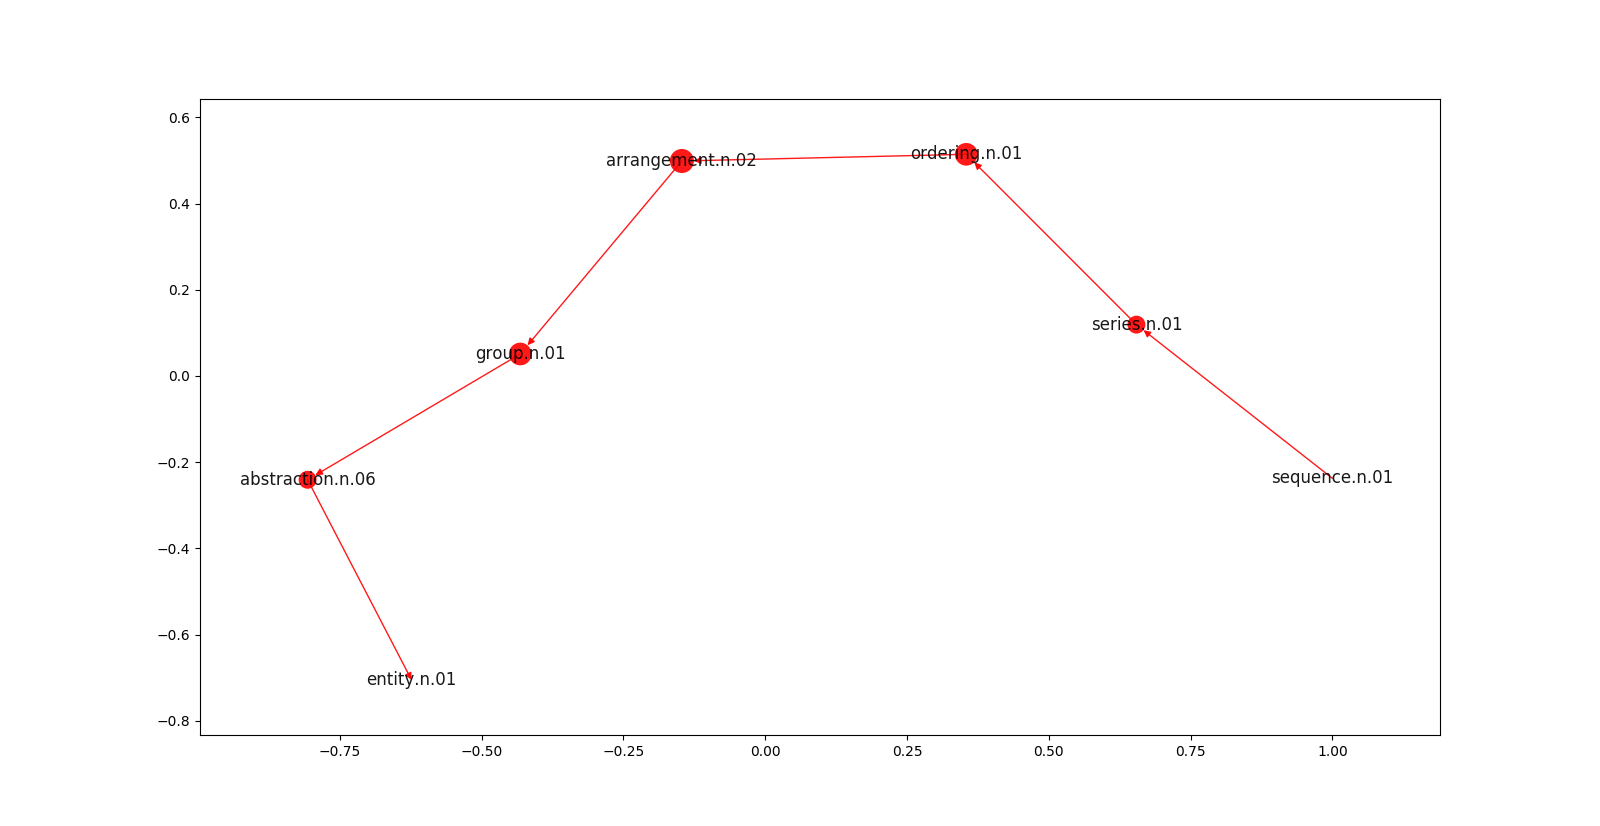 0.6
arrangement.n.02
ordering.n.01
0.4
0.2
series.n.01
group.n.01
0.0
−0.2
abstraction.n.06
sequence.n.01
−0.4
−0.6
entity.n.01
−0.8
−0.75 −0.50 −0.25 0.00 0.25 0.50 0.75 1.00